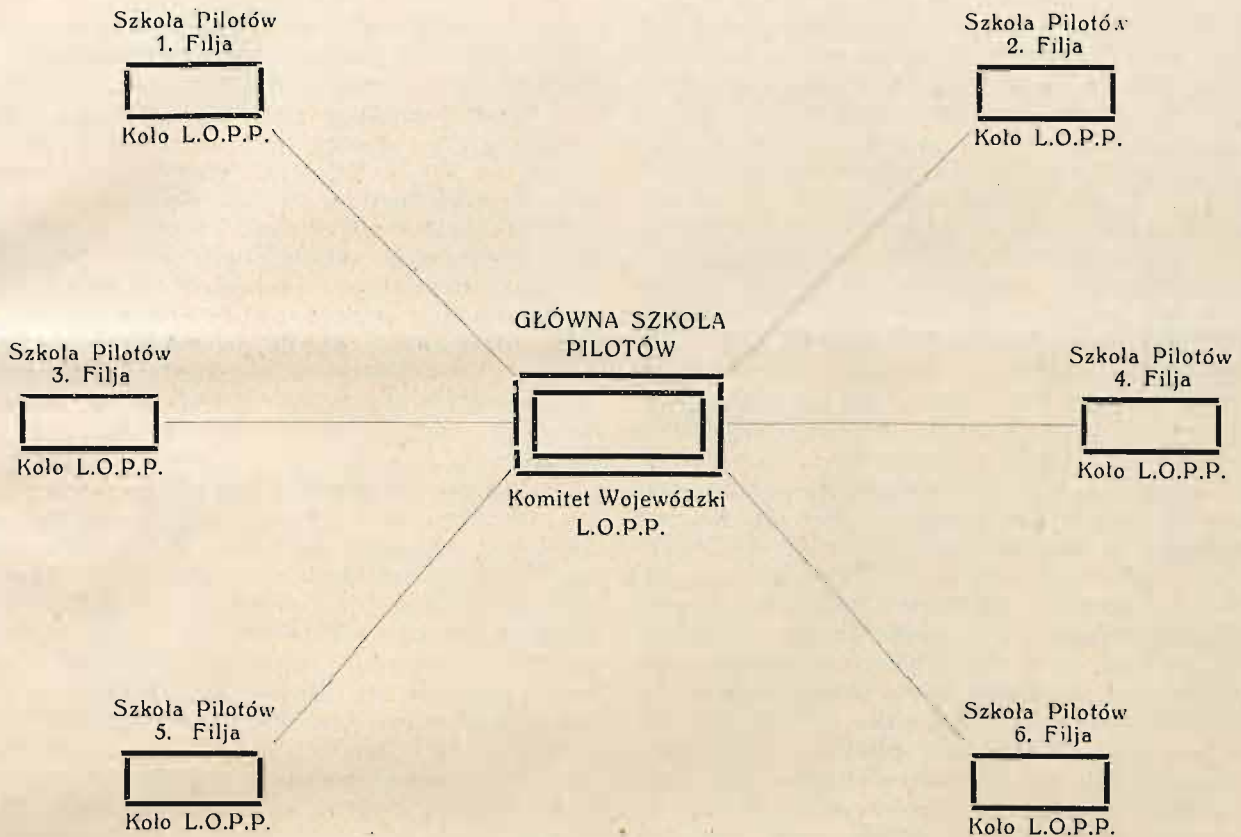 Szkoła Pilotów
1. Filja
Koło L.O.P.P.
Szkoła Pilotów
2. Filja
Koło L.O.P.P.
GŁÓWNA SZKOŁA
PILOTÓW
Komitet Wojewódzki
L.O.P.P.
Szkoła Pilotów
3. Filja
Koło L.O.P.P.
Szkoła Pilotów
4. Filja
Koło L.O.P.P.
Szkoła Pilotów
5. Filja
Koło L.O.P.P.
Szkoła Pilotów
6. Filja
Koło L.O.P.P.